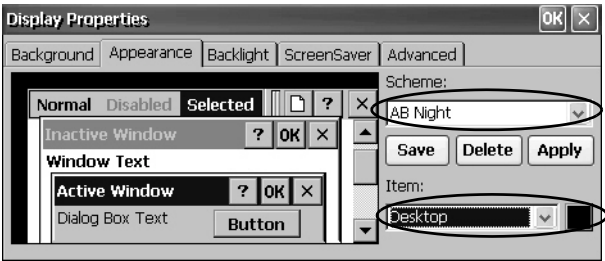 Display Properties OK ×
Background Appearance Backlight ScreenSaver Advanced
Scheme:
AB Night
Save Delete Apply
Item:
Desktop
Normal Disabled Selected ? ×
Inactive Window ? OK ×
Window Text
Active Window ? OK ×
Dialog Box Text Button